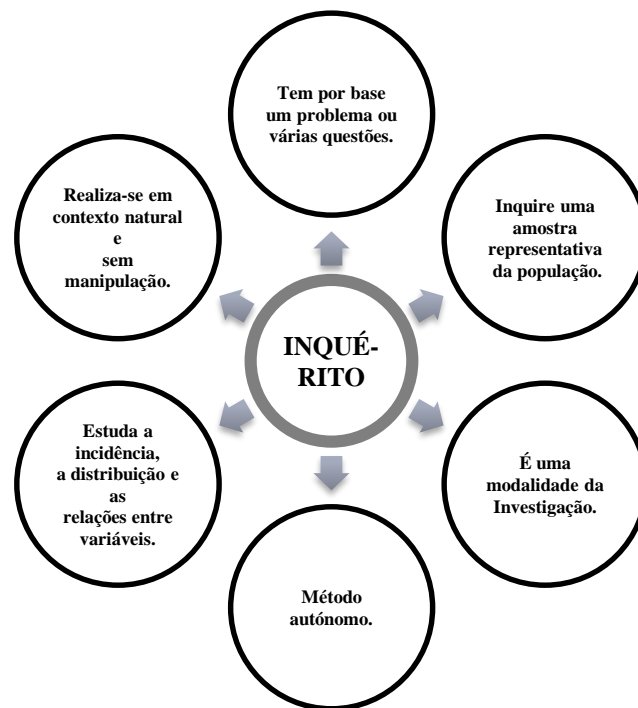 Tem por base
um problema ou
várias questões.
Inquire uma
amostra
representativa
da população.
É uma
modalidade da
Investigação.
Método
autónomo.
Estuda a
incidência,
a distribuição e
as
relações entre
variáveis.
Realiza-se em
contexto natural
e
sem
manipulação.
INQUÉ-
RITO